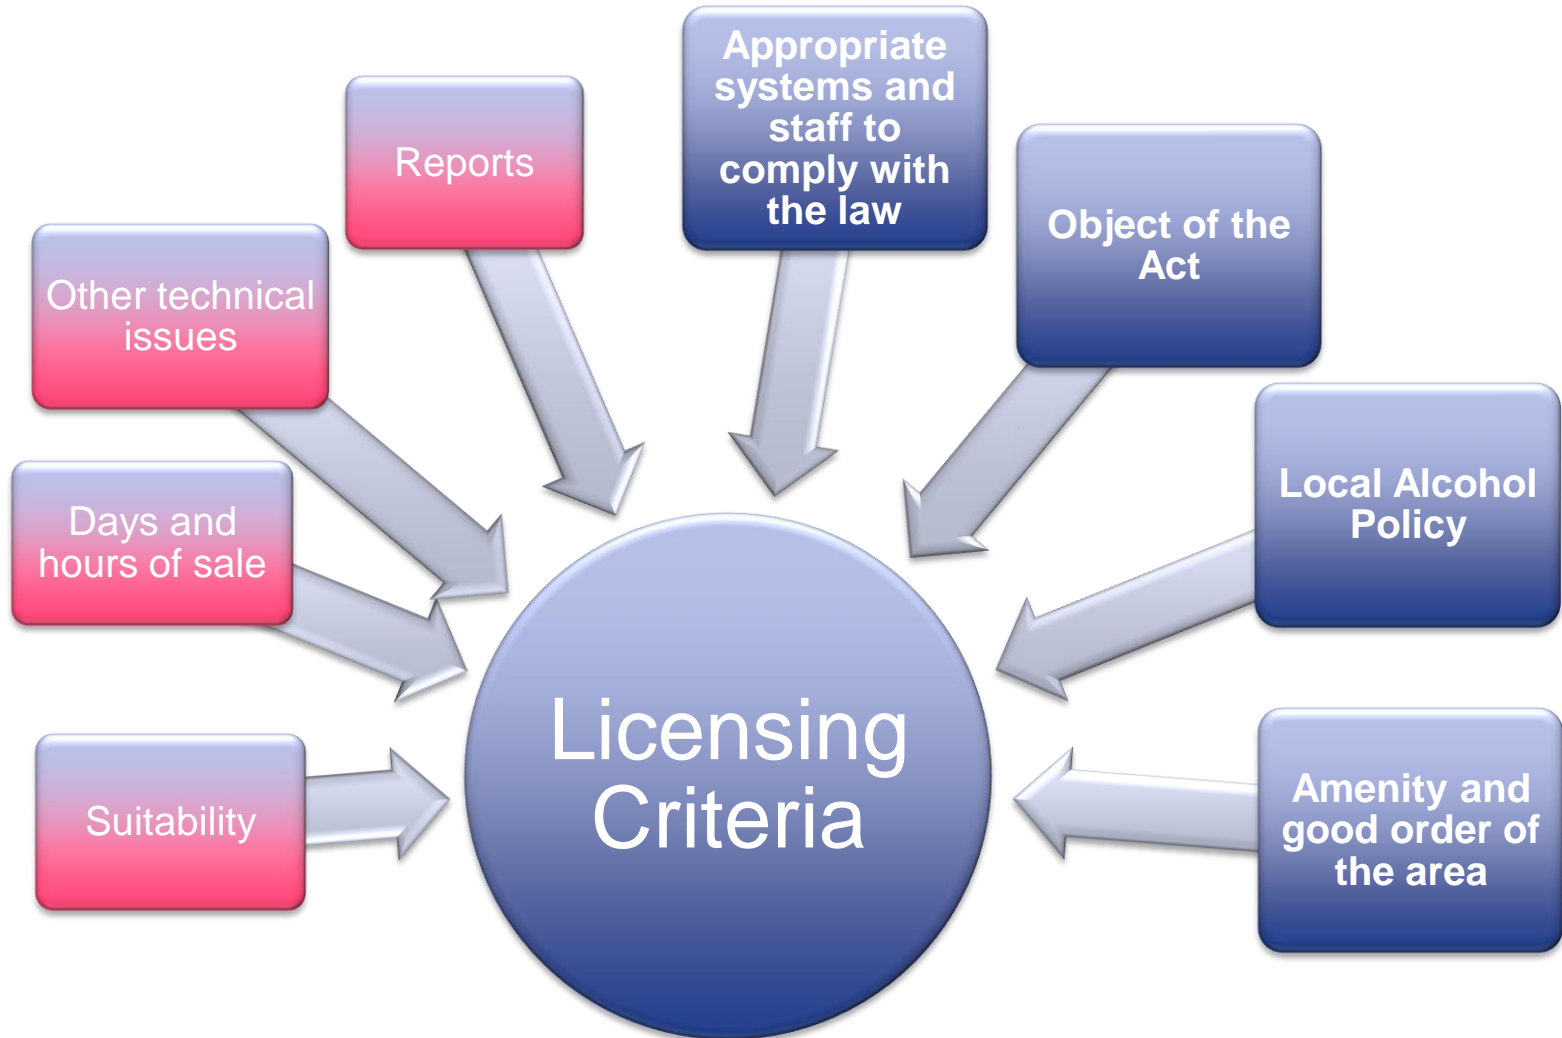 Appropriate
systems and
staff to
comply with
the law
Reports
Object of the
Act
Other technical
issues
Local Alcohol
Policy
Days and
hours of sale
Licensing
Criteria
Suitability
Amenity and
good order of
the area